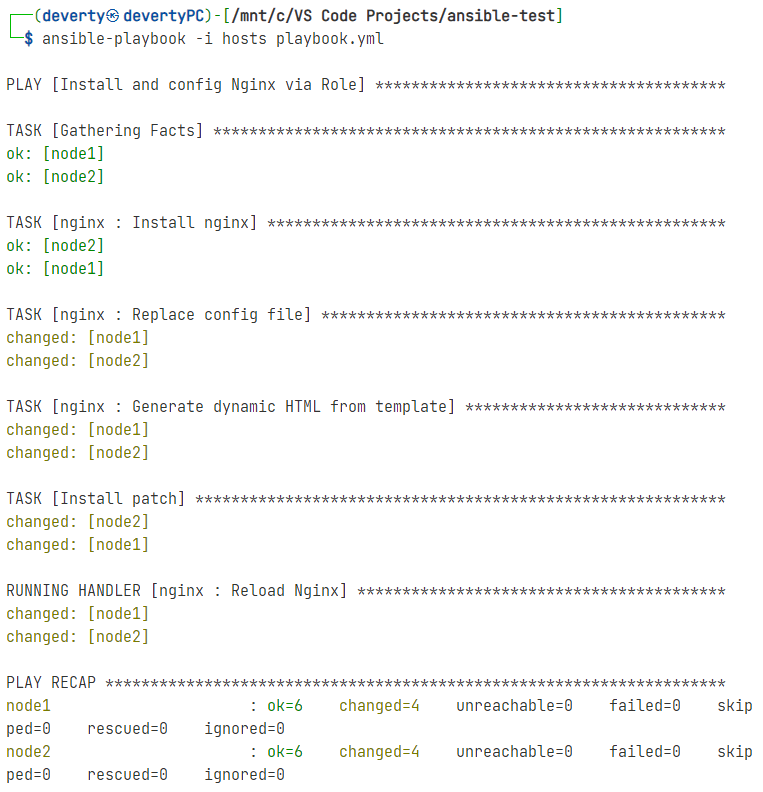 ┌──(deverty㉿devertyPC)-[/mnt/c/VS Code Projects/ansible-test]
└─$ ansible-playbook -i hosts playbook.yml
PLAY [Install and config Nginx via Role] ***************************************
TASK [Gathering Facts] *********************************************************
ok: [node1]
ok: [node2]
TASK [nginx : Install nginx] ***************************************************
ok: [node2]
ok: [node1]
TASK [nginx : Replace config file] *********************************************
changed: [node1]
changed: [node2]
TASK [nginx : Generate dynamic HTML from template] *****************************
changed: [node1]
changed: [node2]
TASK [Install patch] ***********************************************************
changed: [node2]
changed: [node1]
RUNNING HANDLER [nginx : Reload Nginx] *****************************************
changed: [node1]
changed: [node2]
PLAY RECAP *********************************************************************
node1                      : ok=6    changed=4    unreachable=0    failed=0    skip
ped=0    rescued=0    ignored=0
node2                      : ok=6    changed=4    unreachable=0    failed=0    skip
ped=0    rescued=0    ignored=0